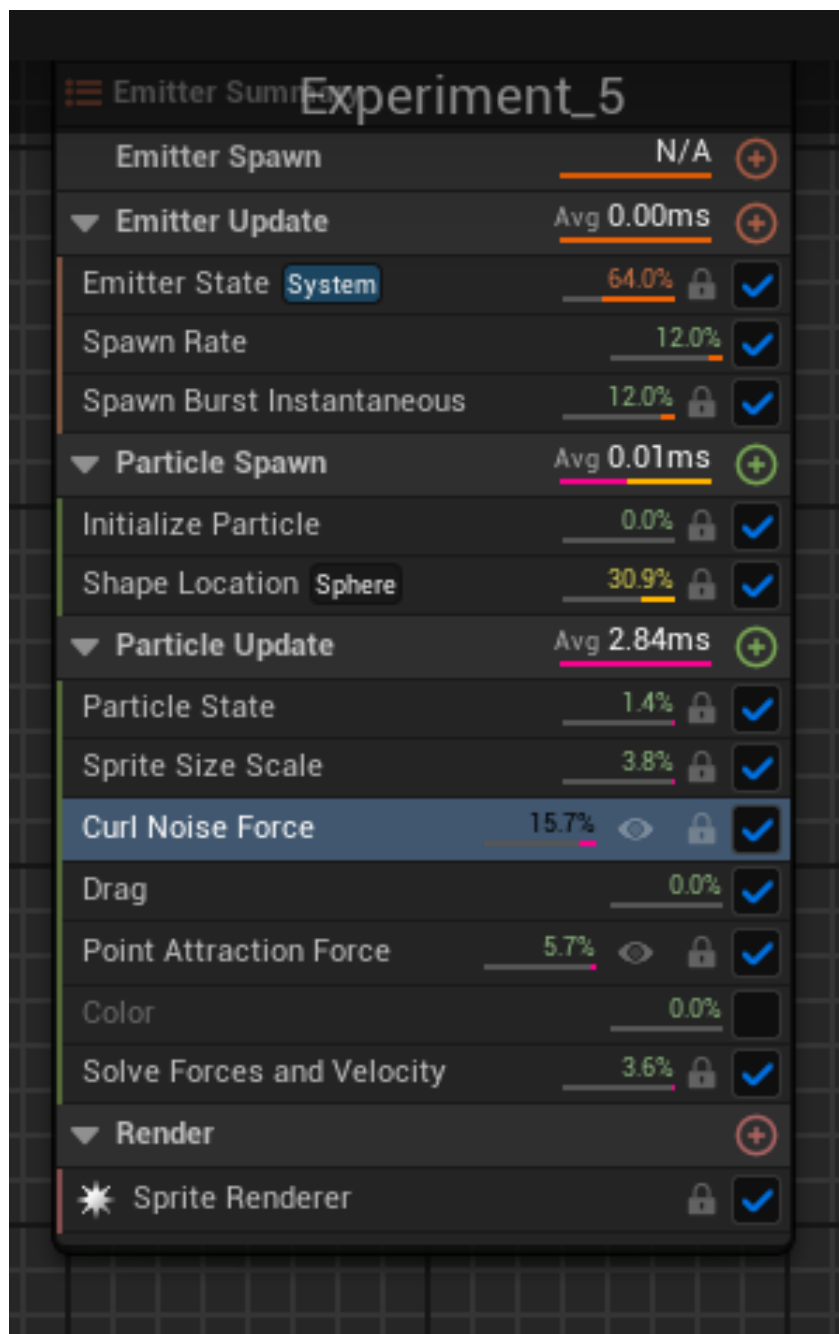 Emitter Summary
Experiment_5
Emitter Spawn N/A
Emitter Update Avg 0.00ms
Emitter State System 64.0%
Spawn Rate 12.0%
Spawn Burst Instantaneous 12.0%
Particle Spawn Avg 0.01ms
Initialize Particle 0.0%
Shape Location Sphere 30.9%
Particle Update Avg 2.84ms
Particle State 1.4%
Sprite Size Scale 3.8%
Curl Noise Force 15.7%
Drag 0.0%
Point Attraction Force 5.7%
Color 0.0%
Solve Forces and Velocity 3.6%
Render
Sprite Renderer